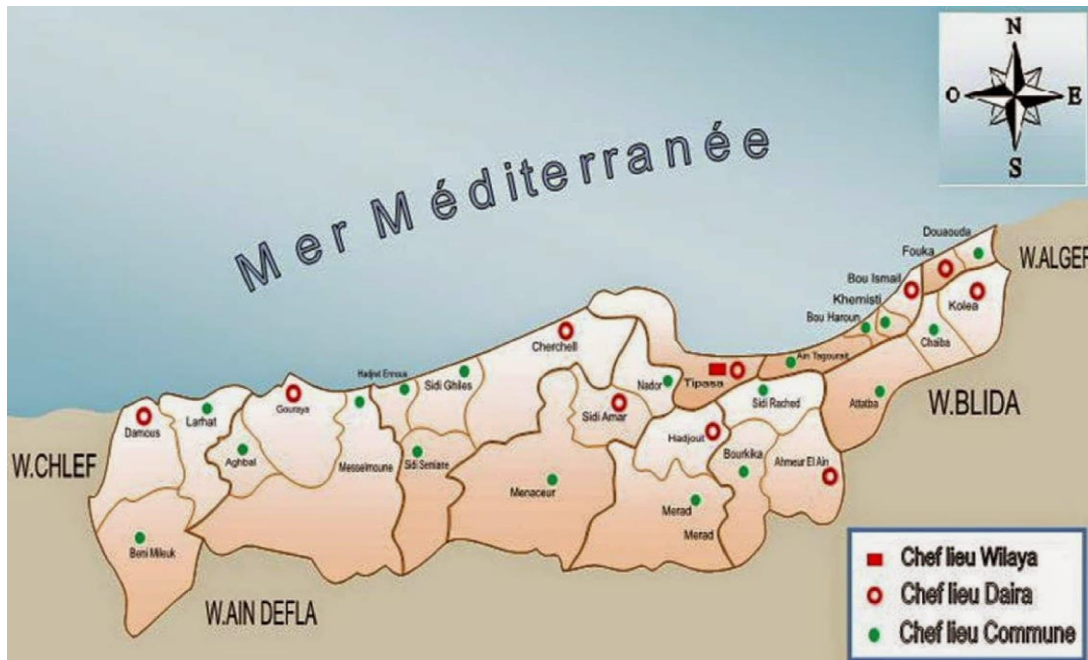 N
O E
S
Mer Méditerranée
Douaouda
Fouka
W.ALGER
Bou Ismail
Khemisti
Kolea
Bou Haroun
Chaiba
Cherchell
Ain Tagourait
Hadjret Ennous
Sidi Ghiles
Tipasa
Nador
Gouraya
Larhat
Damous
Sidi Amar
Sidi Rached
Attatba
W.BLIDA
Hadjout
Bourkika
Ahmeur El Ain
W.CHLEF
Aghbal
Messelmoune
Sidi Semiane
Menaceur
Merad
Merad
Beni Mileuk
W.AIN DEFLA
Chef lieu Wilaya
Chef lieu Daira
Chef lieu Commune